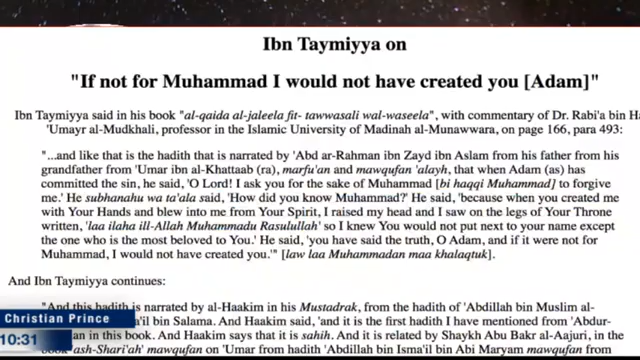 Ibn Taymiyya on
"If not for Muhammad I would not have created you [Adam]"
Ibn Taymiyya said in his book "al-qaida al-jaleela fit- tawwasali wal-waseela", with commentary of Dr. Rabi'a bin Ha
'Umayr al-Mudkhali, professor in the Islamic University of Madinah al-Munawwara, on page 166, para 493:
"...and like that is the hadith that is narrated by 'Abd ar-Rahman ibn Zayd ibn Aslam from his father from his
grandfather from 'Umar ibn al-Khattaab (ra), marfu'an and mawqufan 'alayh, that when Adam (as) has
committed the sin, he said, 'O Lord! I ask you for the sake of Muhammad [bi haqqi Muhammad] to forgive
me.' He subhanahu wa ta'ala said, 'How did you know Muhammad?' He said, 'because when you created me
with Your Hands and blew into me from Your Spirit, I raised my head and I saw on the legs of Your Throne
written, 'laa ilaha ill-Allah Muhammadu Rasulullah' so I knew You would not put next to your name except
the one who is the most beloved to You.' He said, 'you have said the truth, O Adam, and if it were not for
Muhammad, I would not have created you.'" [law laa Muhammadan maa khalaqtuk].
And Ibn Taymiyya continues:
"And this hadith is narrated by al-Haakim in his Mustadrak, from the hadith of 'Abdillah bin Muslim al-
a'il bin Salama. And Haakim said, 'and it is the first hadith I have mentioned from 'Abdur-
an in this book. And Haakim says that it is sahih. And it is related by Shaykh Abu Bakr al-Aajuri, in the
book ash-Shari'ah' mawqufan on 'Umar from hadith 'Abdillah bin Isma'il bin Abi Maryam mawqufan from
Christian Prince
10:31